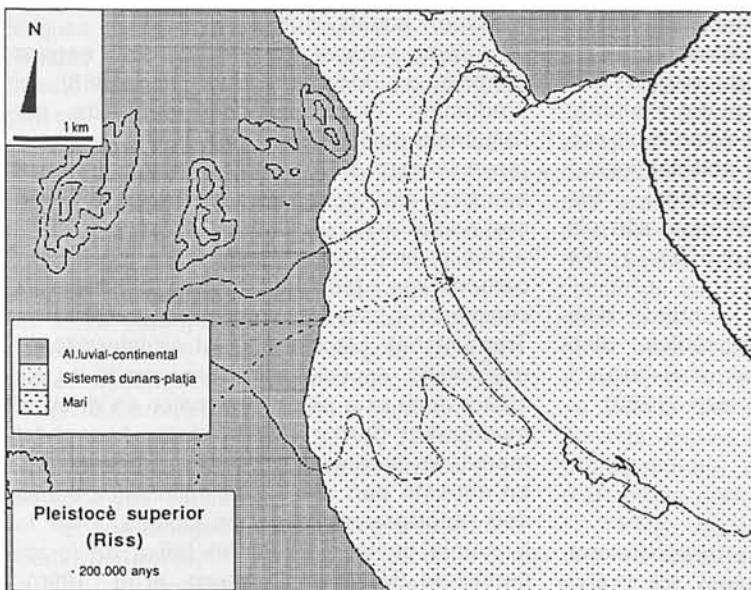 N
1 km
Al.luvial-continental
Sistemes dunars-platja
Marí
Pleistocè superior
(Riss)
- 200.000 anys